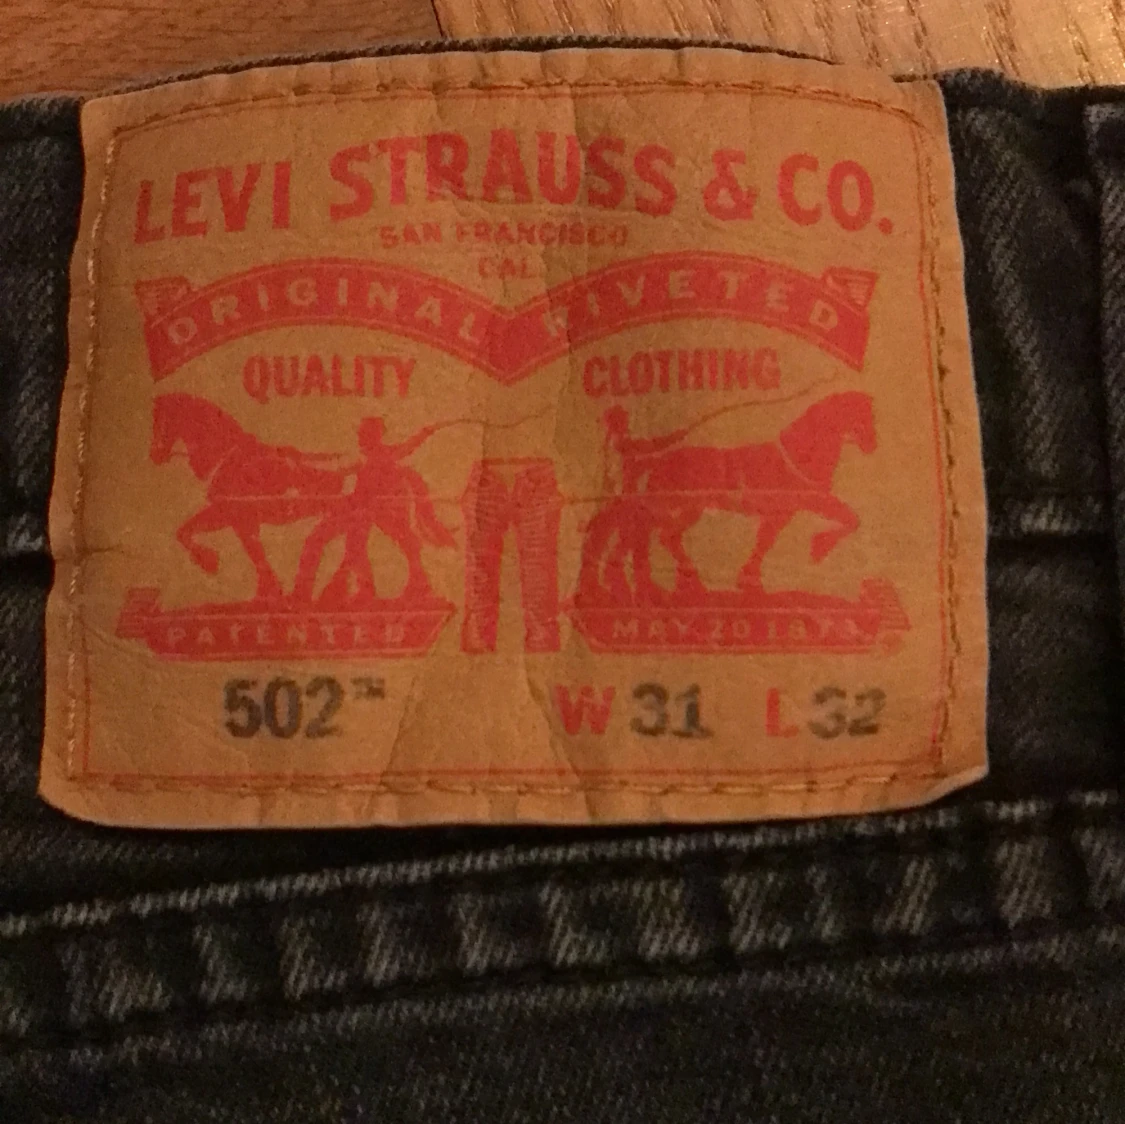 LEVI STRAUSS & CO.
SAN FRANCISCO
CAL.
ORIGINAL RIVETED
QUALITY CLOTHING
PATENTED MAY 20 1873
502™ W 31 L 32